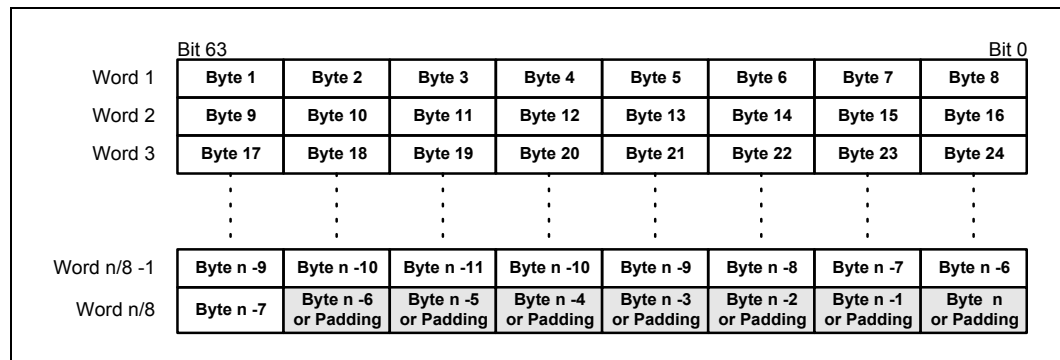 Bit 63 Bit 0
Word 1 Byte 1 Byte 2 Byte 3 Byte 4 Byte 5 Byte 6 Byte 7 Byte 8
Word 2 Byte 9 Byte 10 Byte 11 Byte 12 Byte 13 Byte 14 Byte 15 Byte 16
Word 3 Byte 17 Byte 18 Byte 19 Byte 20 Byte 21 Byte 22 Byte 23 Byte 24
Word n/8 -1 Byte n -9 Byte n -10 Byte n -11 Byte n -10 Byte n -9 Byte n -8 Byte n -7 Byte n -6
Word n/8 Byte n -7 Byte n -6 or Padding Byte n -5 or Padding Byte n -4 or Padding Byte n -3 or Padding Byte n -2 or Padding Byte n -1 or Padding Byte n or Padding